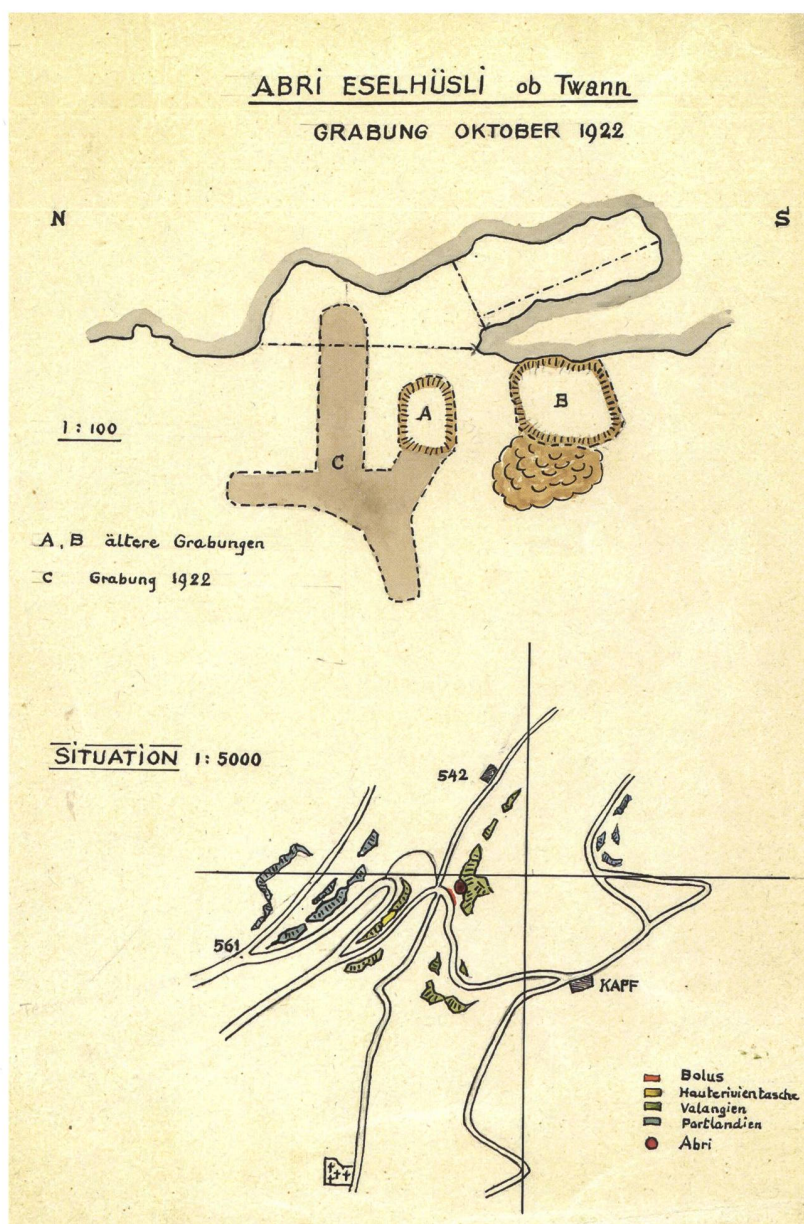 ABRI ESELHÜSLI ob Twann
GRABUNG OKTOBER 1922
N
S
1 : 100
A
B
C
A, B ältere Grabungen
C Grabung 1922
SITUATION 1 : 5000
542
561
KAPF
Bolus
Hauterivientasche
Valangien
Portlandien
Abri